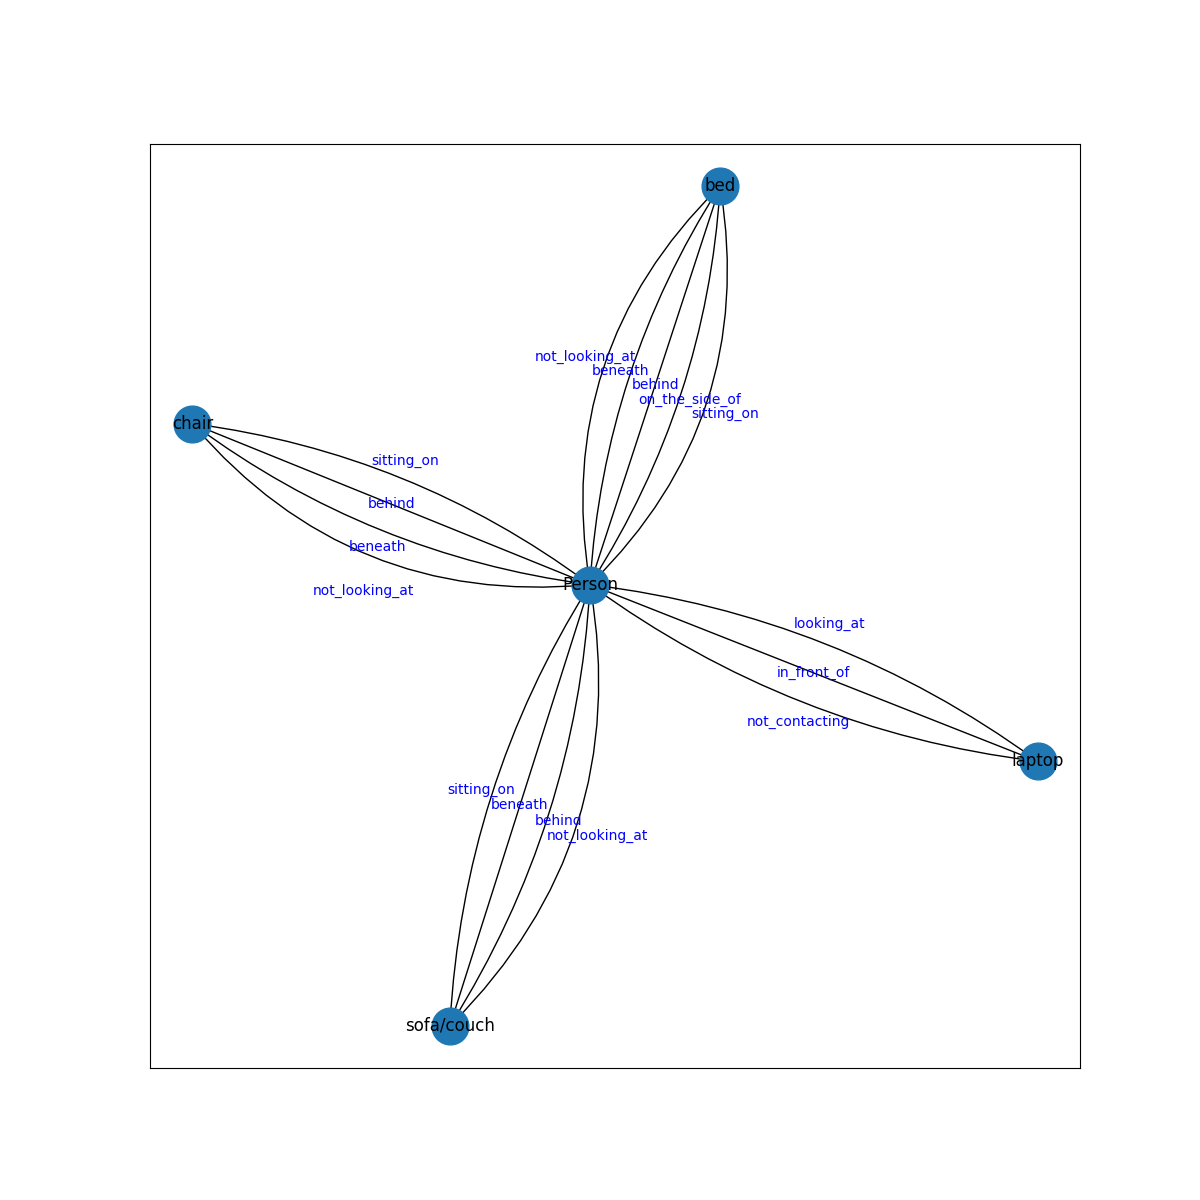 bed
not_looking_at
beneath
behind
on_the_side_of
sitting_on
chair
sitting_on
behind
beneath
not_looking_at
Person
looking_at
in_front_of
not_contacting
laptop
sitting_on
beneath
behind
not_looking_at
sofa/couch